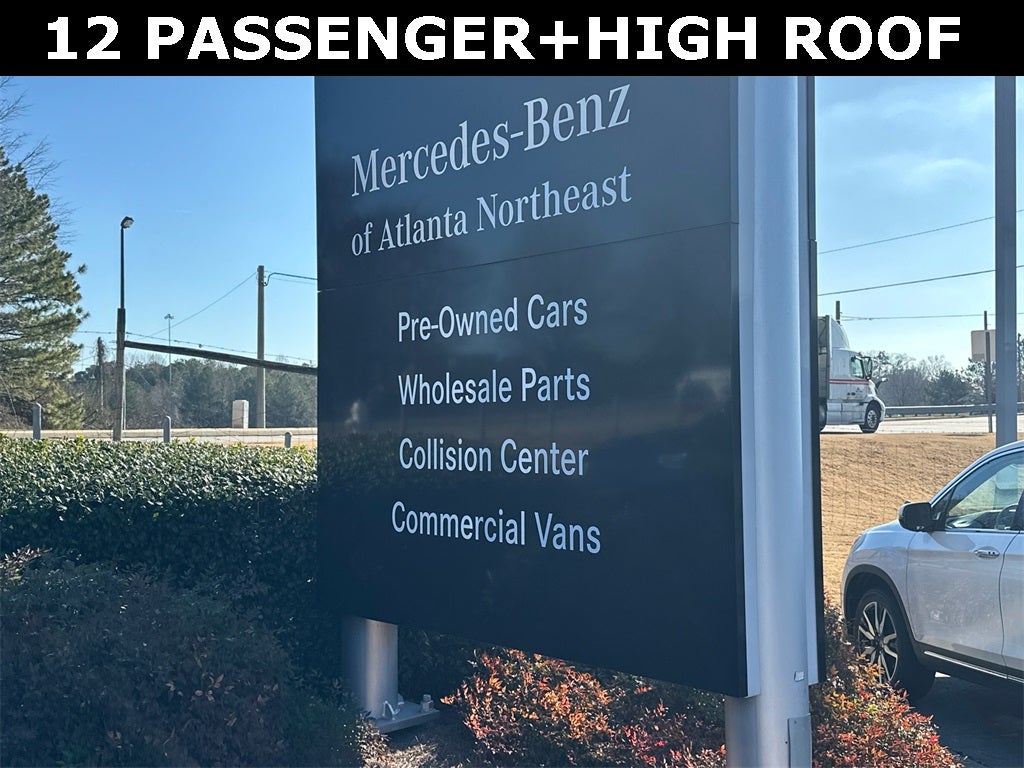 12 PASSENGER+HIGH ROOF
Mercedes-Benz
of Atlanta Northeast
Pre-Owned Cars
Wholesale Parts
Collision Center
Commercial Vans